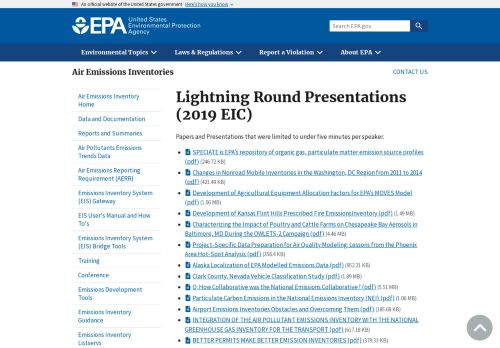 An official website of the United States government Here's how you know
EPA United States
Environmental Protection
Agency
Search EPA.gov
Environmental Topics Laws & Regulations Report a Violation About EPA
Air Emissions Inventories
CONTACT US
Air Emissions Inventory
Home
Data and Documentation
Reports and Summaries
Air Pollutants Emissions
Trends Data
Air Emissions Reporting
Requirement (AERR)
Emissions Inventory System
(EIS) Gateway
EIS User's Manual and How
To's
Emissions Inventory System
(EIS) Bridge Tools
Training
Conference
Emissions Development
Tools
Emissions Inventory
Guidance
Emissions Inventory
Listservs
Lightning Round Presentations
(2019 EIC)
Papers and Presentations that were limited to under five minutes per speaker.
SPECIATE is EPA's repository of organic gas, particulate matter emission source profiles
(pdf) (246.72 KB)
Changes in Nonroad Mobile Inventories in the Washington, DC Region from 2011 to 2014
(pdf) (421.49 KB)
Development of Agricultural Equipment Allocation Factors for EPA's MOVES Model
(pdf) (1.06 MB)
Development of Kansas Flint Hills Prescribed Fire EmissionsInventory (pdf) (1.49 MB)
Characterizing the Impact of Poultry and Cattle Farms on Chesapeake Bay Aerosols in
Baltimore, MD During the OWLETS-2 Campaign (pdf) (4.46 MB)
Project-Specific Data Preparation for Air Quality Modeling: Lessons from the Phoenix
Area Hot-Spot Analysis (pdf) (356.4 KB)
Alaska Localization of EPA Modelled Emissions Data (pdf) (952.21 KB)
Clark County, Nevada Vehicle Classification Study (pdf) (1.89 MB)
Q: How Collaborative was the National Emissions Collaborative? (pdf) (5.51 MB)
Particulate Carbon Emissions in the National Emissions Inventory (NEI) (pdf) (1.06 MB)
Airport Emissions Inventories Obstacles and Overcoming Them (pdf) (185.68 KB)
INTEGRATION OF THE AIR POLLUTANT EMISSIONS INVENTORY WITH THE NATIONAL
GREENHOUSE GAS INVENTORY FOR THE TRANSPORT (pdf) (617.18 KB)
BETTER PERMITS MAKE BETTER EMISSION INVENTORIES (pdf) (379.31 KB)